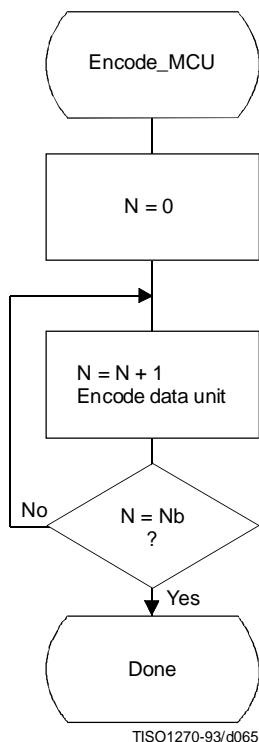 Encode_MCU
N = 0
N = N + 1
Encode data unit
N = Nb
?
No
Yes
Done
TISO1270-93/d065